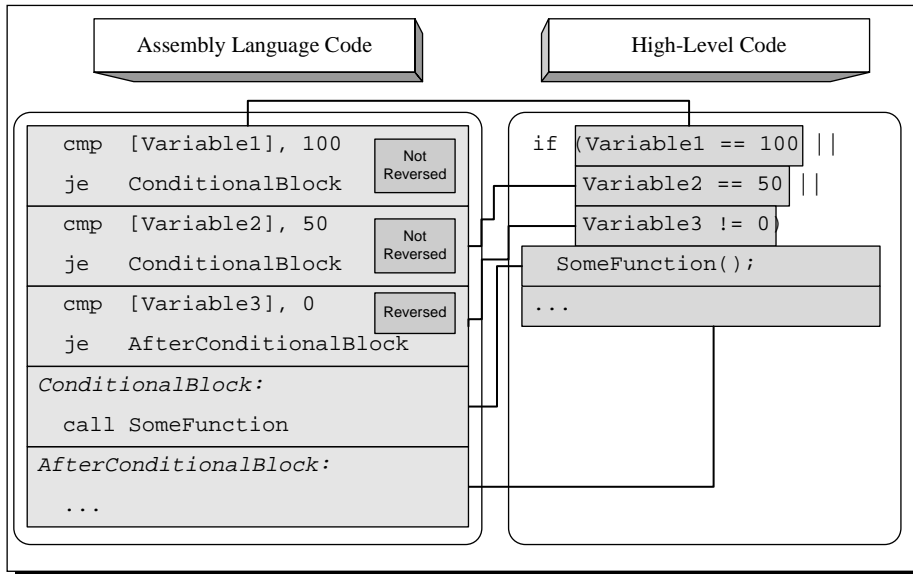 Assembly Language Code
High-Level Code
cmp [Variable1], 100
je ConditionalBlock
Not
Reversed
cmp [Variable2], 50
je ConditionalBlock
Not
Reversed
cmp [Variable3], 0
je AfterConditionalBlock
Reversed
ConditionalBlock:
call SomeFunction
AfterConditionalBlock:
...
if (Variable1 == 100 ||
Variable2 == 50 ||
Variable3 != 0)
SomeFunction();
...